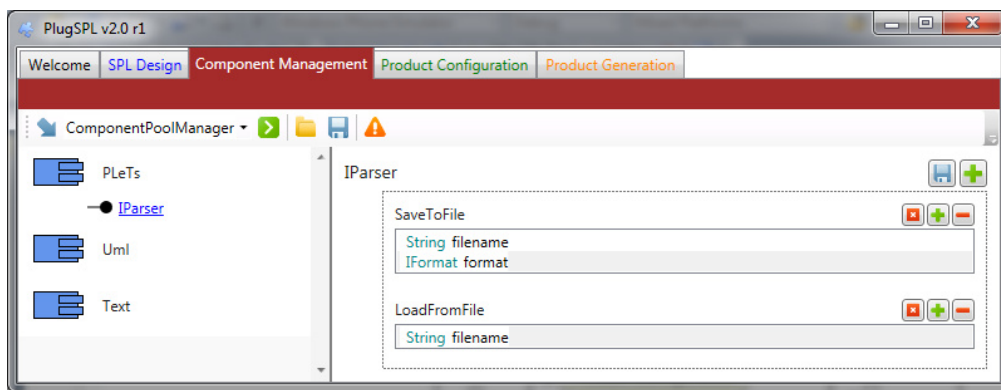 PlugSPL v2.0 r1
Welcome SPL Design Component Management Product Configuration Product Generation
ComponentPoolManager
PLeTs
IParser
Uml
Text
IParser
SaveToFile
String filename
IFormat format
LoadFromFile
String filename